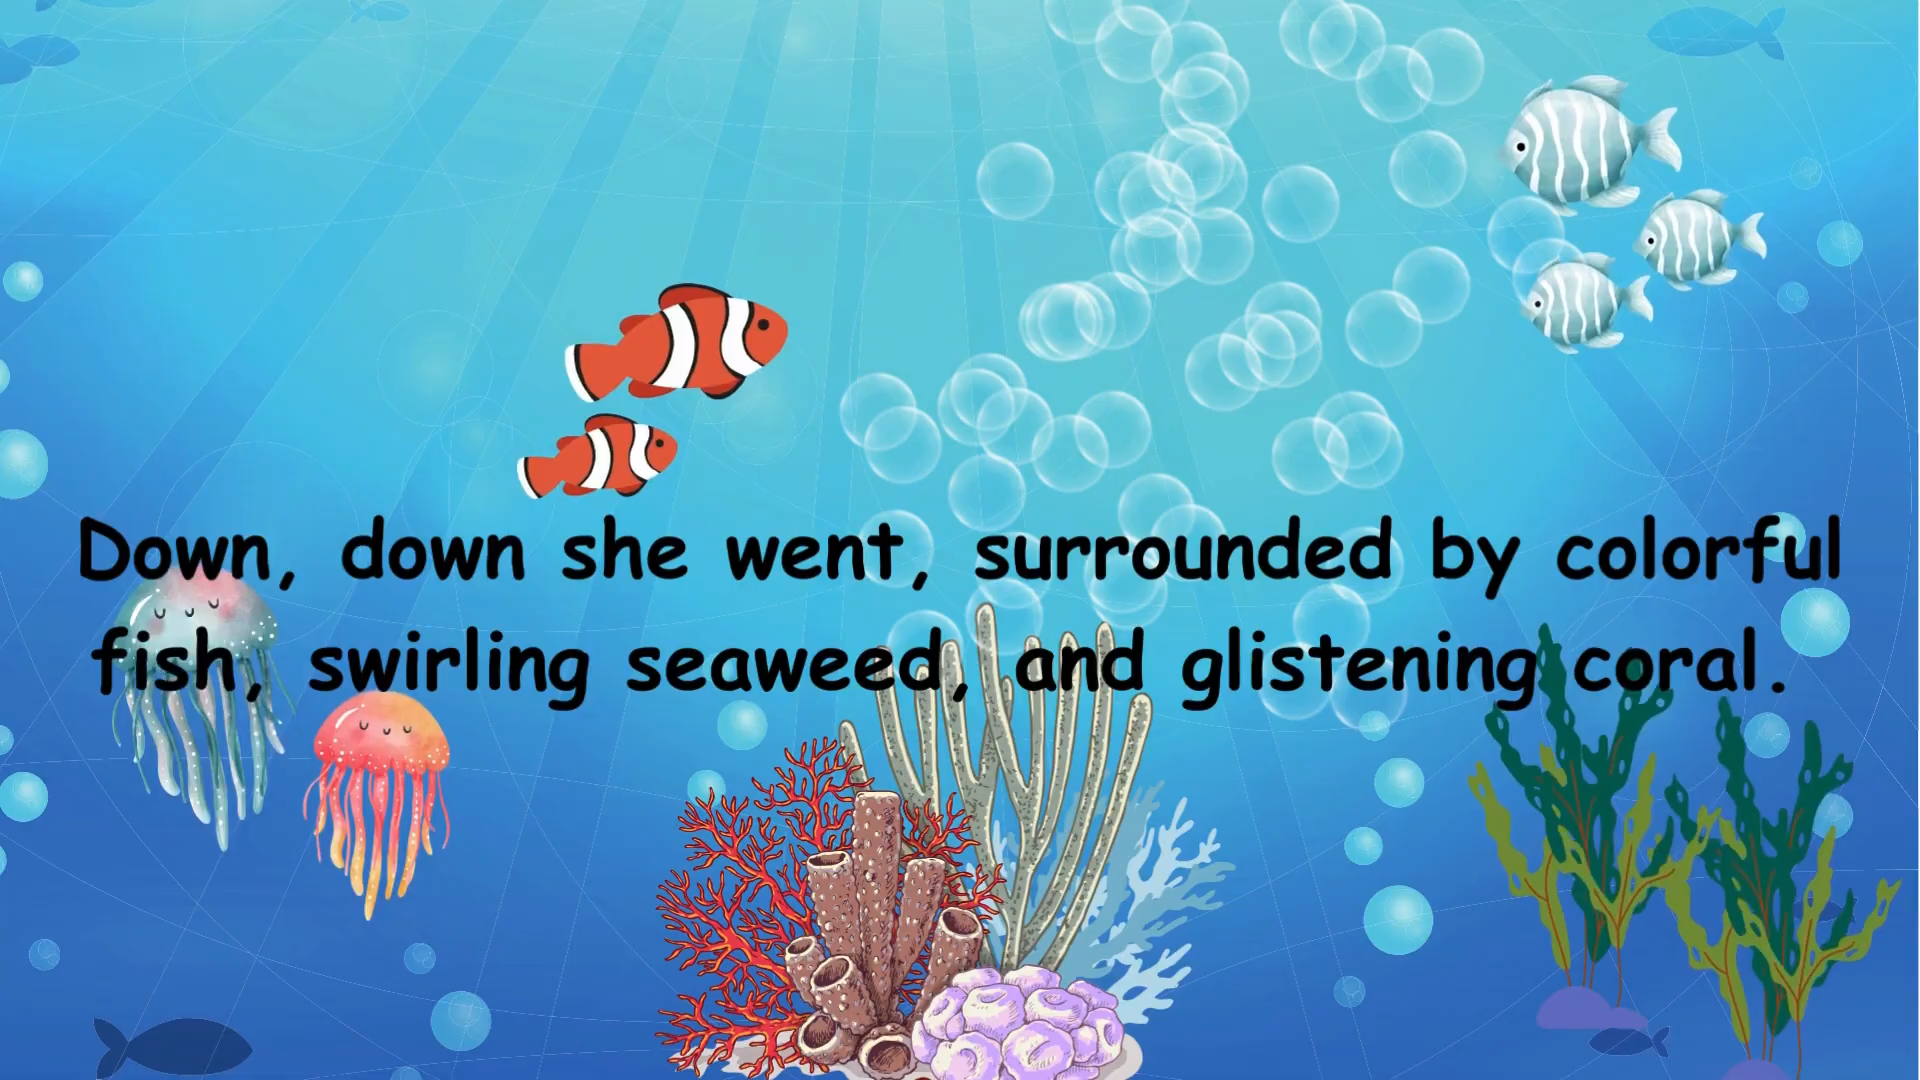 Down, down she went, surrounded by colorful
fish, swirling seaweed, and glistening coral.